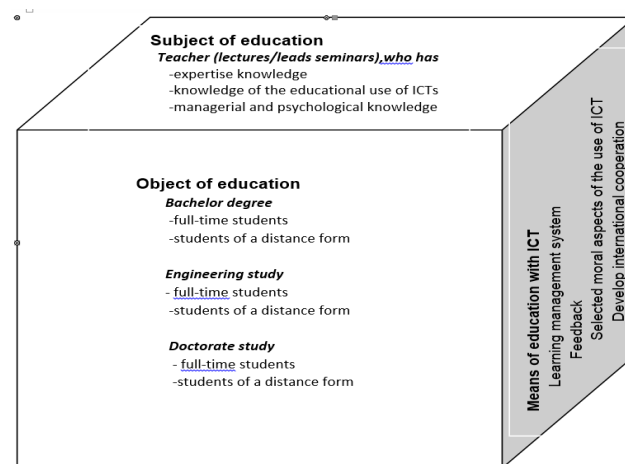 Subject of education
Teacher (lectures/leads seminars),who has
-expertise knowledge
-knowledge of the educational use of ICTs
-managerial and psychological knowledge
Object of education
Bachelor degree
-full-time students
-students of a distance form
Engineering study
- full-time students
-students of a distance form
Doctorate study
- full-time students
-students of a distance form
Means of education with ICT
Learning management system
Feedback
Selected moral aspects of the use of ICT
Develop international cooperation